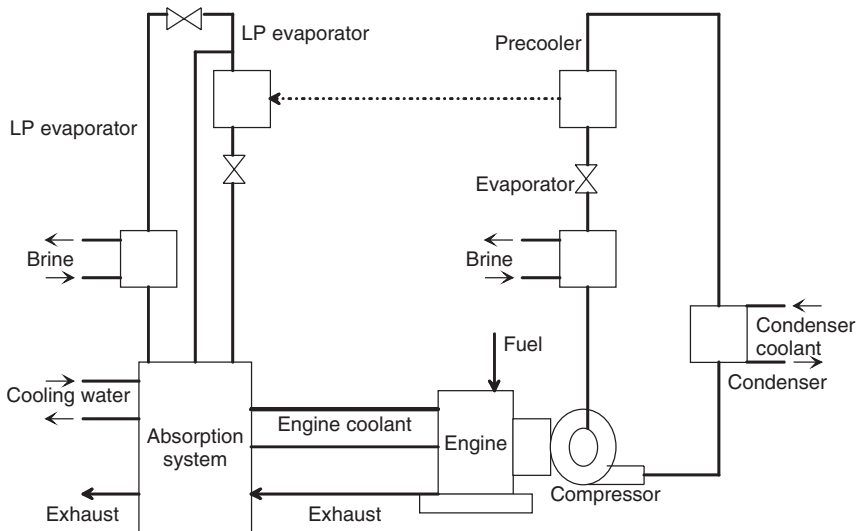 LP evaporator
Precooler
LP evaporator
Evaporator
Brine
Brine
Fuel
Condenser
coolant
Condenser
Cooling water
Engine coolant
Absorption
system
Engine
Compressor
Exhaust
Exhaust